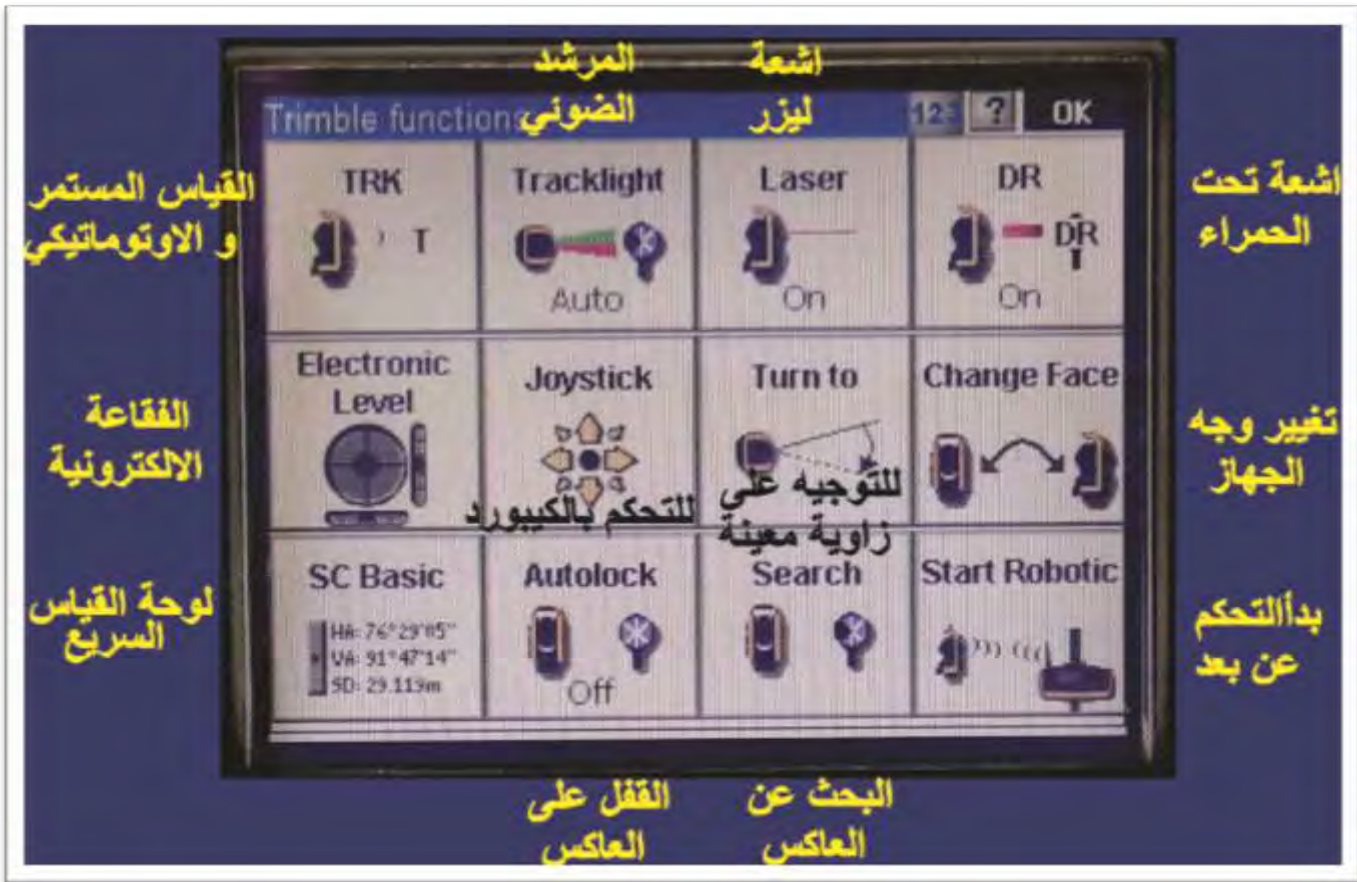 المرشد
الضوئي
اشعة
ليزر
Trimble functions
123 ? OK
القياس المستمر
و الاوتوماتيكي
TRK
T
Tracklight
Auto
Laser
On
DR
DR
T
On
اشعة تحت
الحمراء
الفقاعة
الالكترونية
Electronic
Level
Joystick
للتحكم بالكيبورد
Turn to
للتوجيه على
زاوية معينة
Change Face
تغيير وجه
الجهاز
لوحة القياس
السريع
SC Basic
HA: 76°29'05"
VA: 91°47'14"
SD: 29.119m
Autolock
Off
Search
Start Robotic
بدأالتحكم
عن بعد
القفل على
العاكس
البحث عن
العاكس